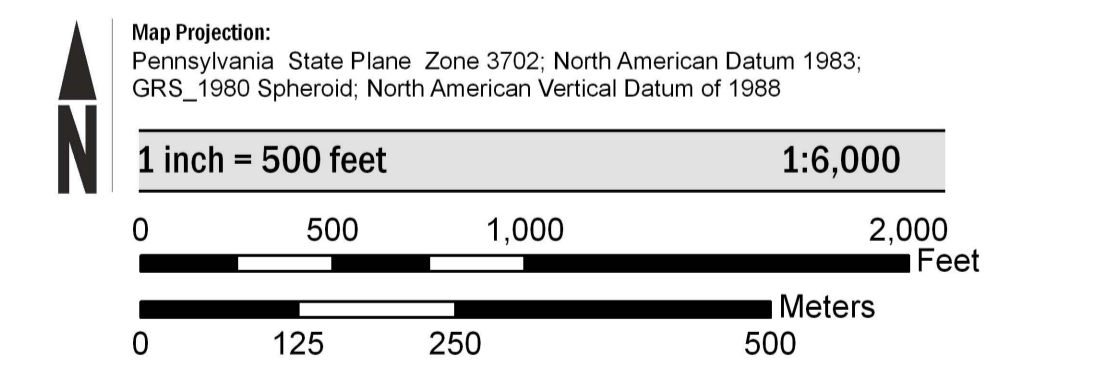 Map Projection:
Pennsylvania State Plane Zone 3702; North American Datum 1983;
GRS_1980 Spheroid; North American Vertical Datum of 1988
N
1 inch = 500 feet 1:6,000
0 500 1,000 2,000
Feet
Meters
0 125 250 500